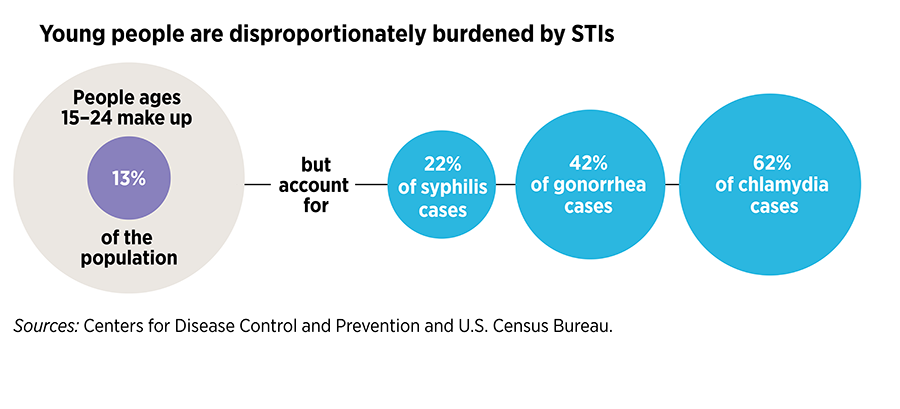 Young people are disproportionately burdened by STIs
People ages
15–24 make up
13%
of the
population
but
account
for
22%
of syphilis
cases
42%
of gonorrhea
cases
62%
of chlamydia
cases
Sources: Centers for Disease Control and Prevention and U.S. Census Bureau.